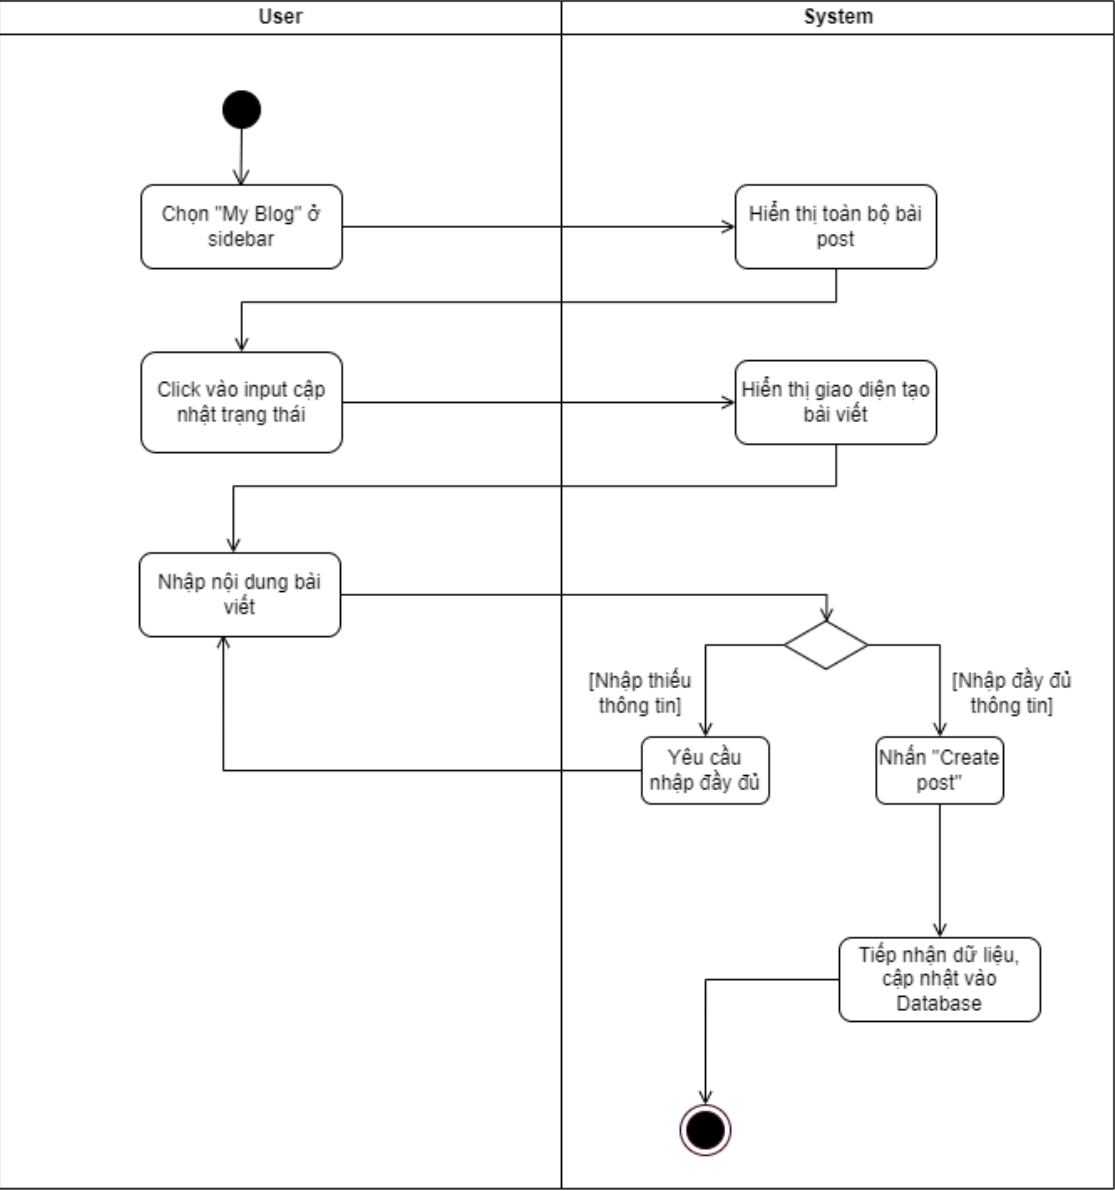 User
System
Chọn "My Blog" ở
sidebar
Hiển thị toàn bộ bài
post
Click vào input cập
nhật trạng thái
Hiển thị giao diện tạo
bài viết
Nhập nội dung bài
viết
[Nhập thiếu
thông tin]
[Nhập đầy đủ
thông tin]
Yêu cầu
nhập đầy đủ
Nhấn "Create
post"
Tiếp nhận dữ liệu,
cập nhật vào
Database